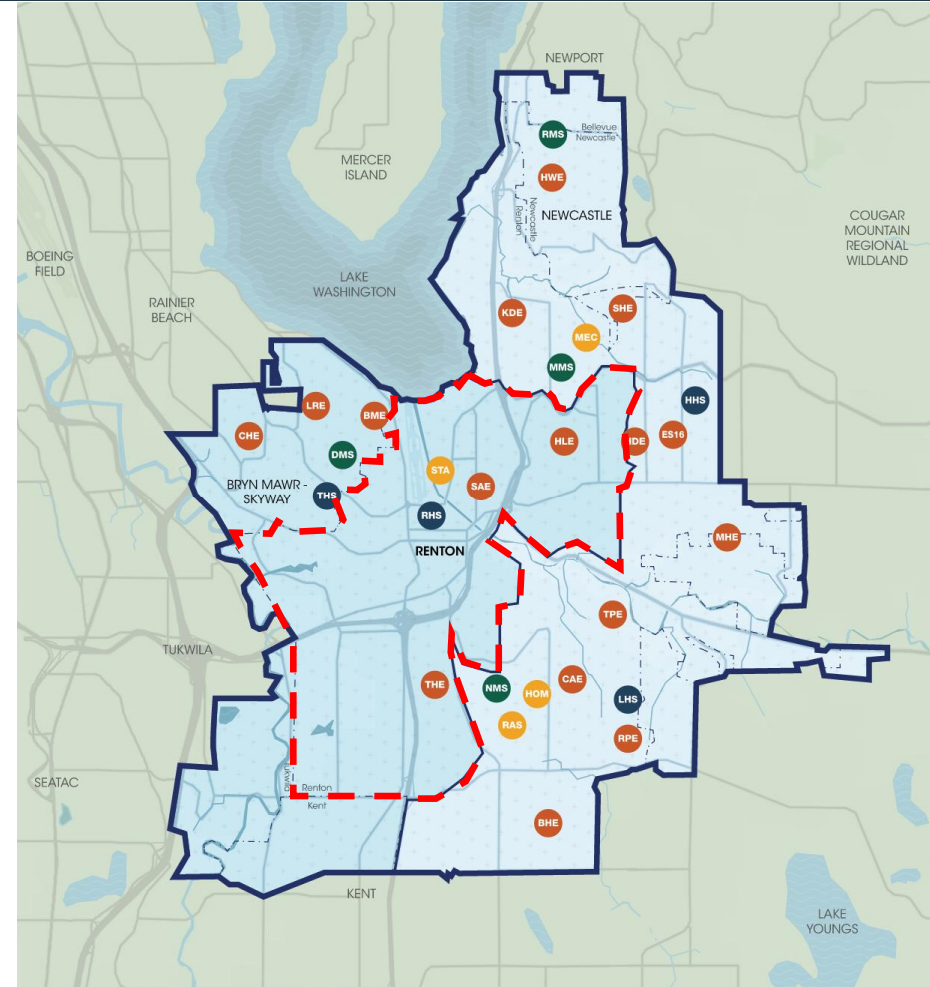 NEWPORT
RMS
Bellevue
Newcastle
MERCER
ISLAND
HWE
Newcastle
Renton
NEWCASTLE
COUGAR
MOUNTAIN
REGIONAL
WILDLAND
BOEING
FIELD
LAKE
WASHINGTON
RAINIER
BEACH
KDE
SHE
MEC
MMS
HHS
LRE
BME
CHE
HLE
IDE
ES16
DMS
STA
SAE
BRYN MAWR -
SKYWAY
THS
RHS
RENTON
MHE
TPE
TUKWILA
THE
NMS
HOM
CAE
LHS
RAS
RPE
SEATAC
Renton
Kent
BHE
KENT
LAKE
YOUNGS